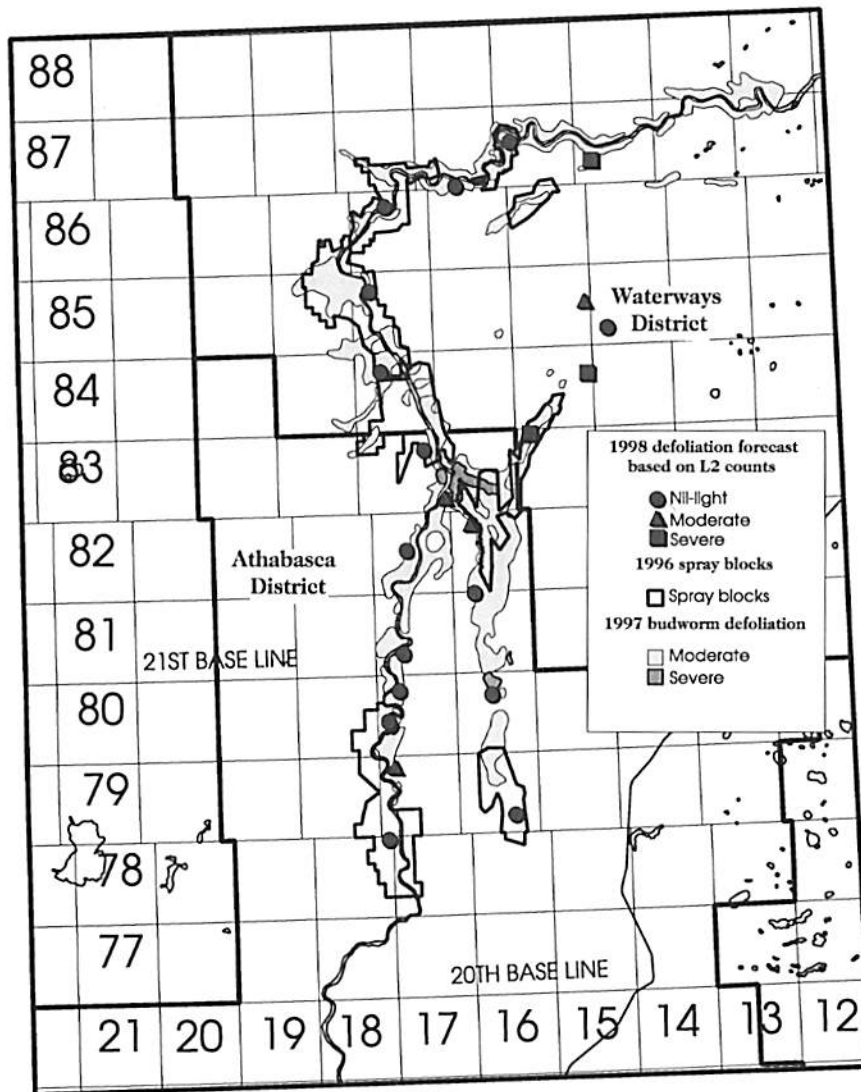 88
87
86
85
84
83
82
81
80
79
78
77
Waterways
District
Athabasca
District
21ST BASE LINE
20TH BASE LINE
1998 defoliation forecast
based on L2 counts
Nil-light
Moderate
Severe
1996 spray blocks
Spray blocks
1997 budworm defoliation
Moderate
Severe
21 20 19 18 17 16 15 14 13 12